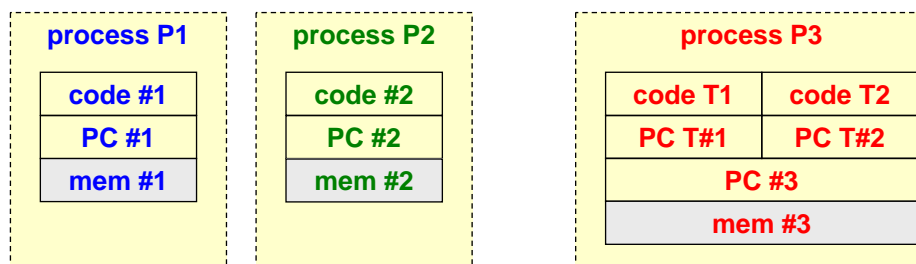 process P1
code #1
PC #1
mem #1
process P2
code #2
PC #2
mem #2
process P3
code T1 code T2
PC T#1 PC T#2
PC #3
mem #3